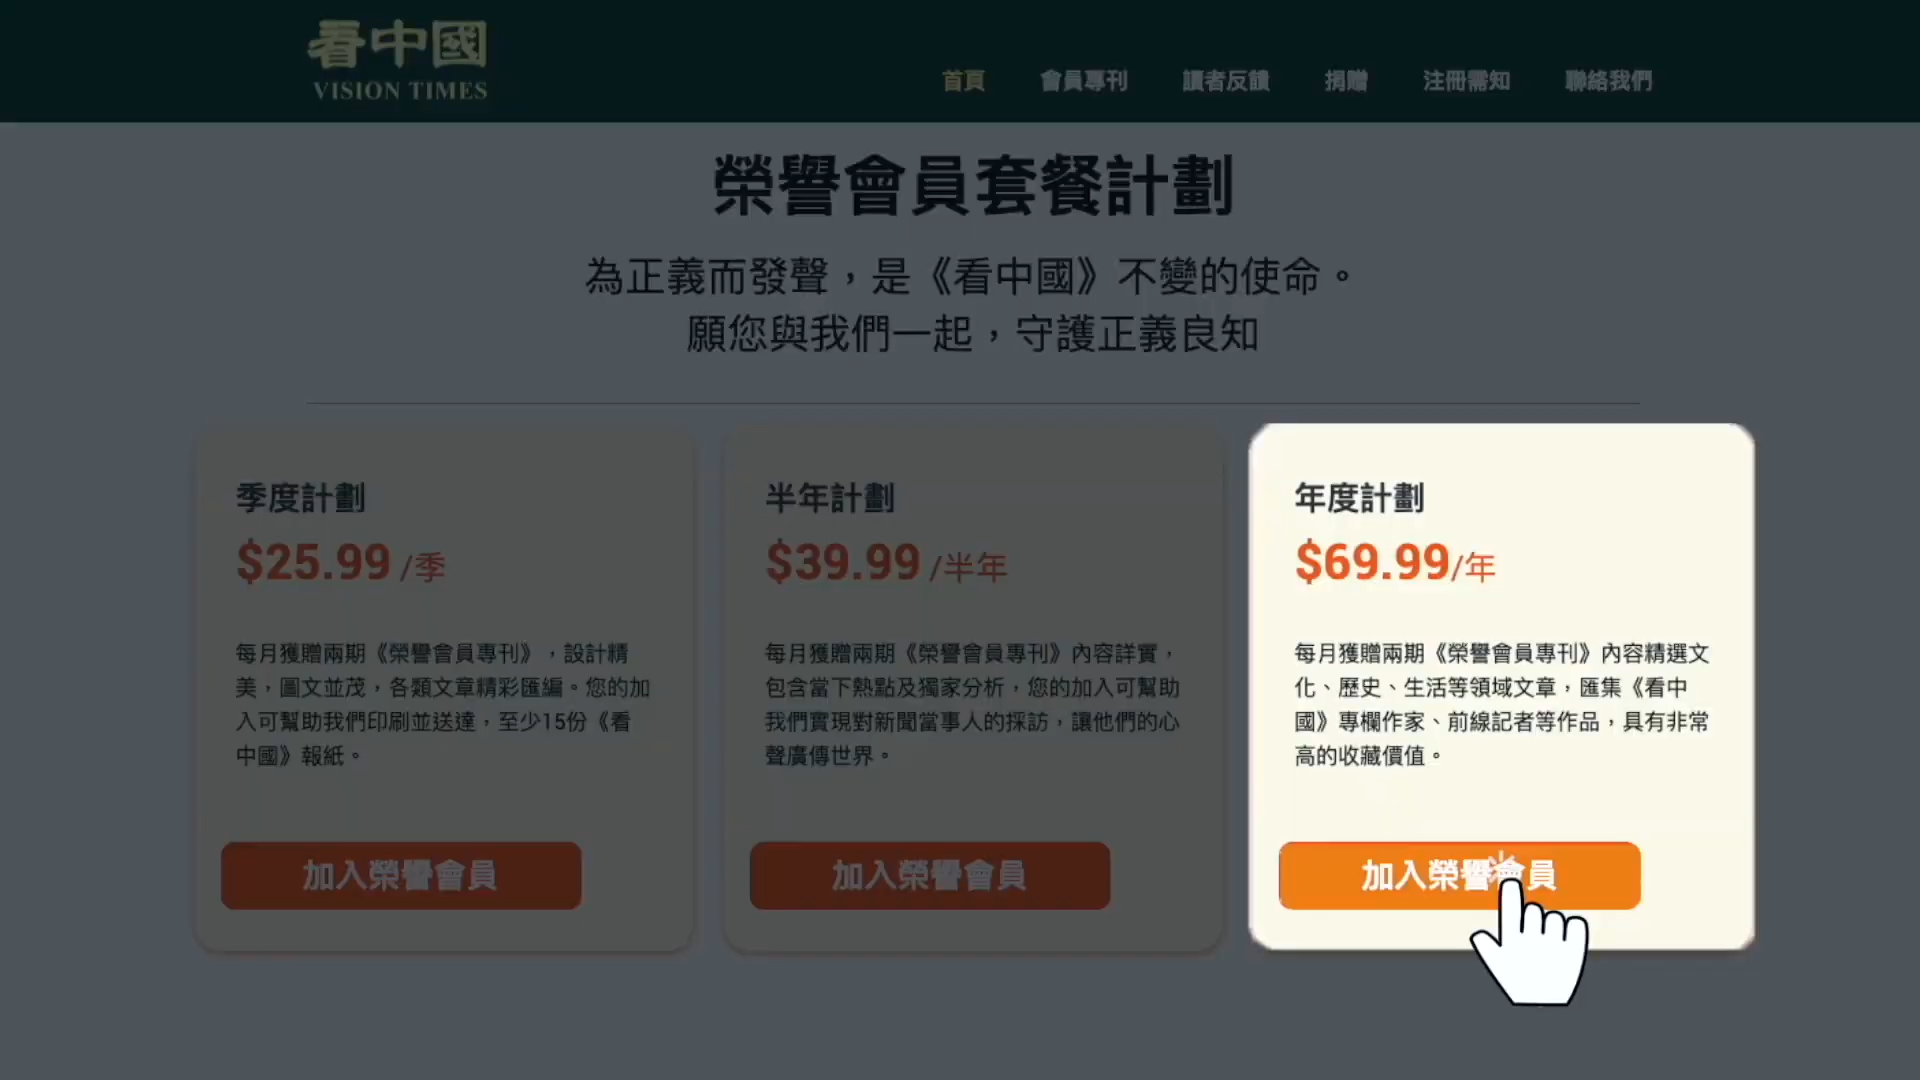 看中國
VISION TIMES
首頁 會員專刊 讀者反饋 捐贈 注冊需知 聯絡我們
榮譽會員套餐計劃
為正義而發聲，是《看中國》不變的使命。
願您與我們一起，守護正義良知
季度計劃
$25.99 /季
每月獲贈兩期《榮譽會員專刊》，設計精
美，圖文並茂，各類文章精彩匯編。您的加
入可幫助我們印刷並送達，至少15份《看
中國》報紙。
加入榮譽會員
半年計劃
$39.99 /半年
每月獲贈兩期《榮譽會員專刊》內容詳實，
包含當下熱點及獨家分析，您的加入可幫助
我們實現對新聞當事人的採訪，讓他們的心
聲廣傳世界。
加入榮譽會員
年度計劃
$69.99/年
每月獲贈兩期《榮譽會員專刊》內容精選文
化、歷史、生活等領域文章，匯集《看中
國》專欄作家、前線記者等作品，具有非常
高的收藏價值。
加入榮譽會員